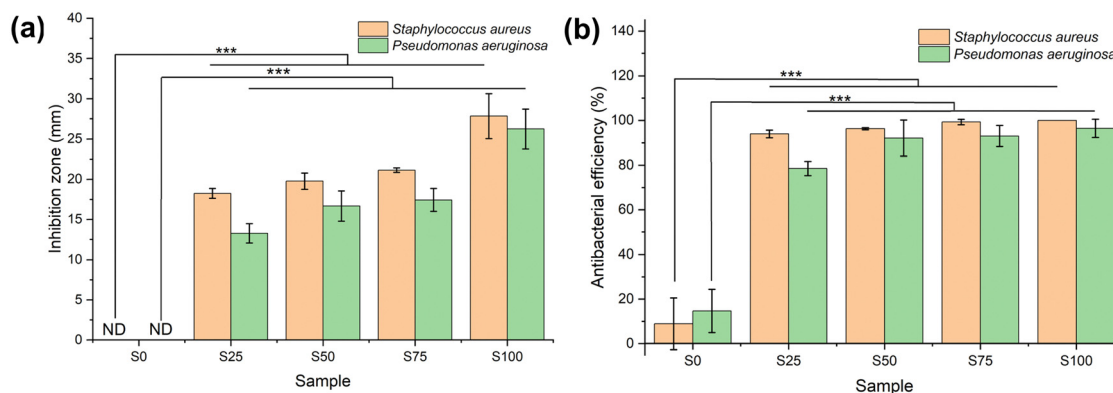 (a)
Inhibition zone (mm)
40
35
30
25
20
15
10
5
0
Staphylococcus aureus
Pseudomonas aeruginosa
***
***
ND ND
S0 S25 S50 S75 S100
Sample
(b)
Antibacterial efficiency (%)
140
120
100
80
60
40
20
0
Staphylococcus aureus
Pseudomonas aeruginosa
***
***
S0 S25 S50 S75 S100
Sample